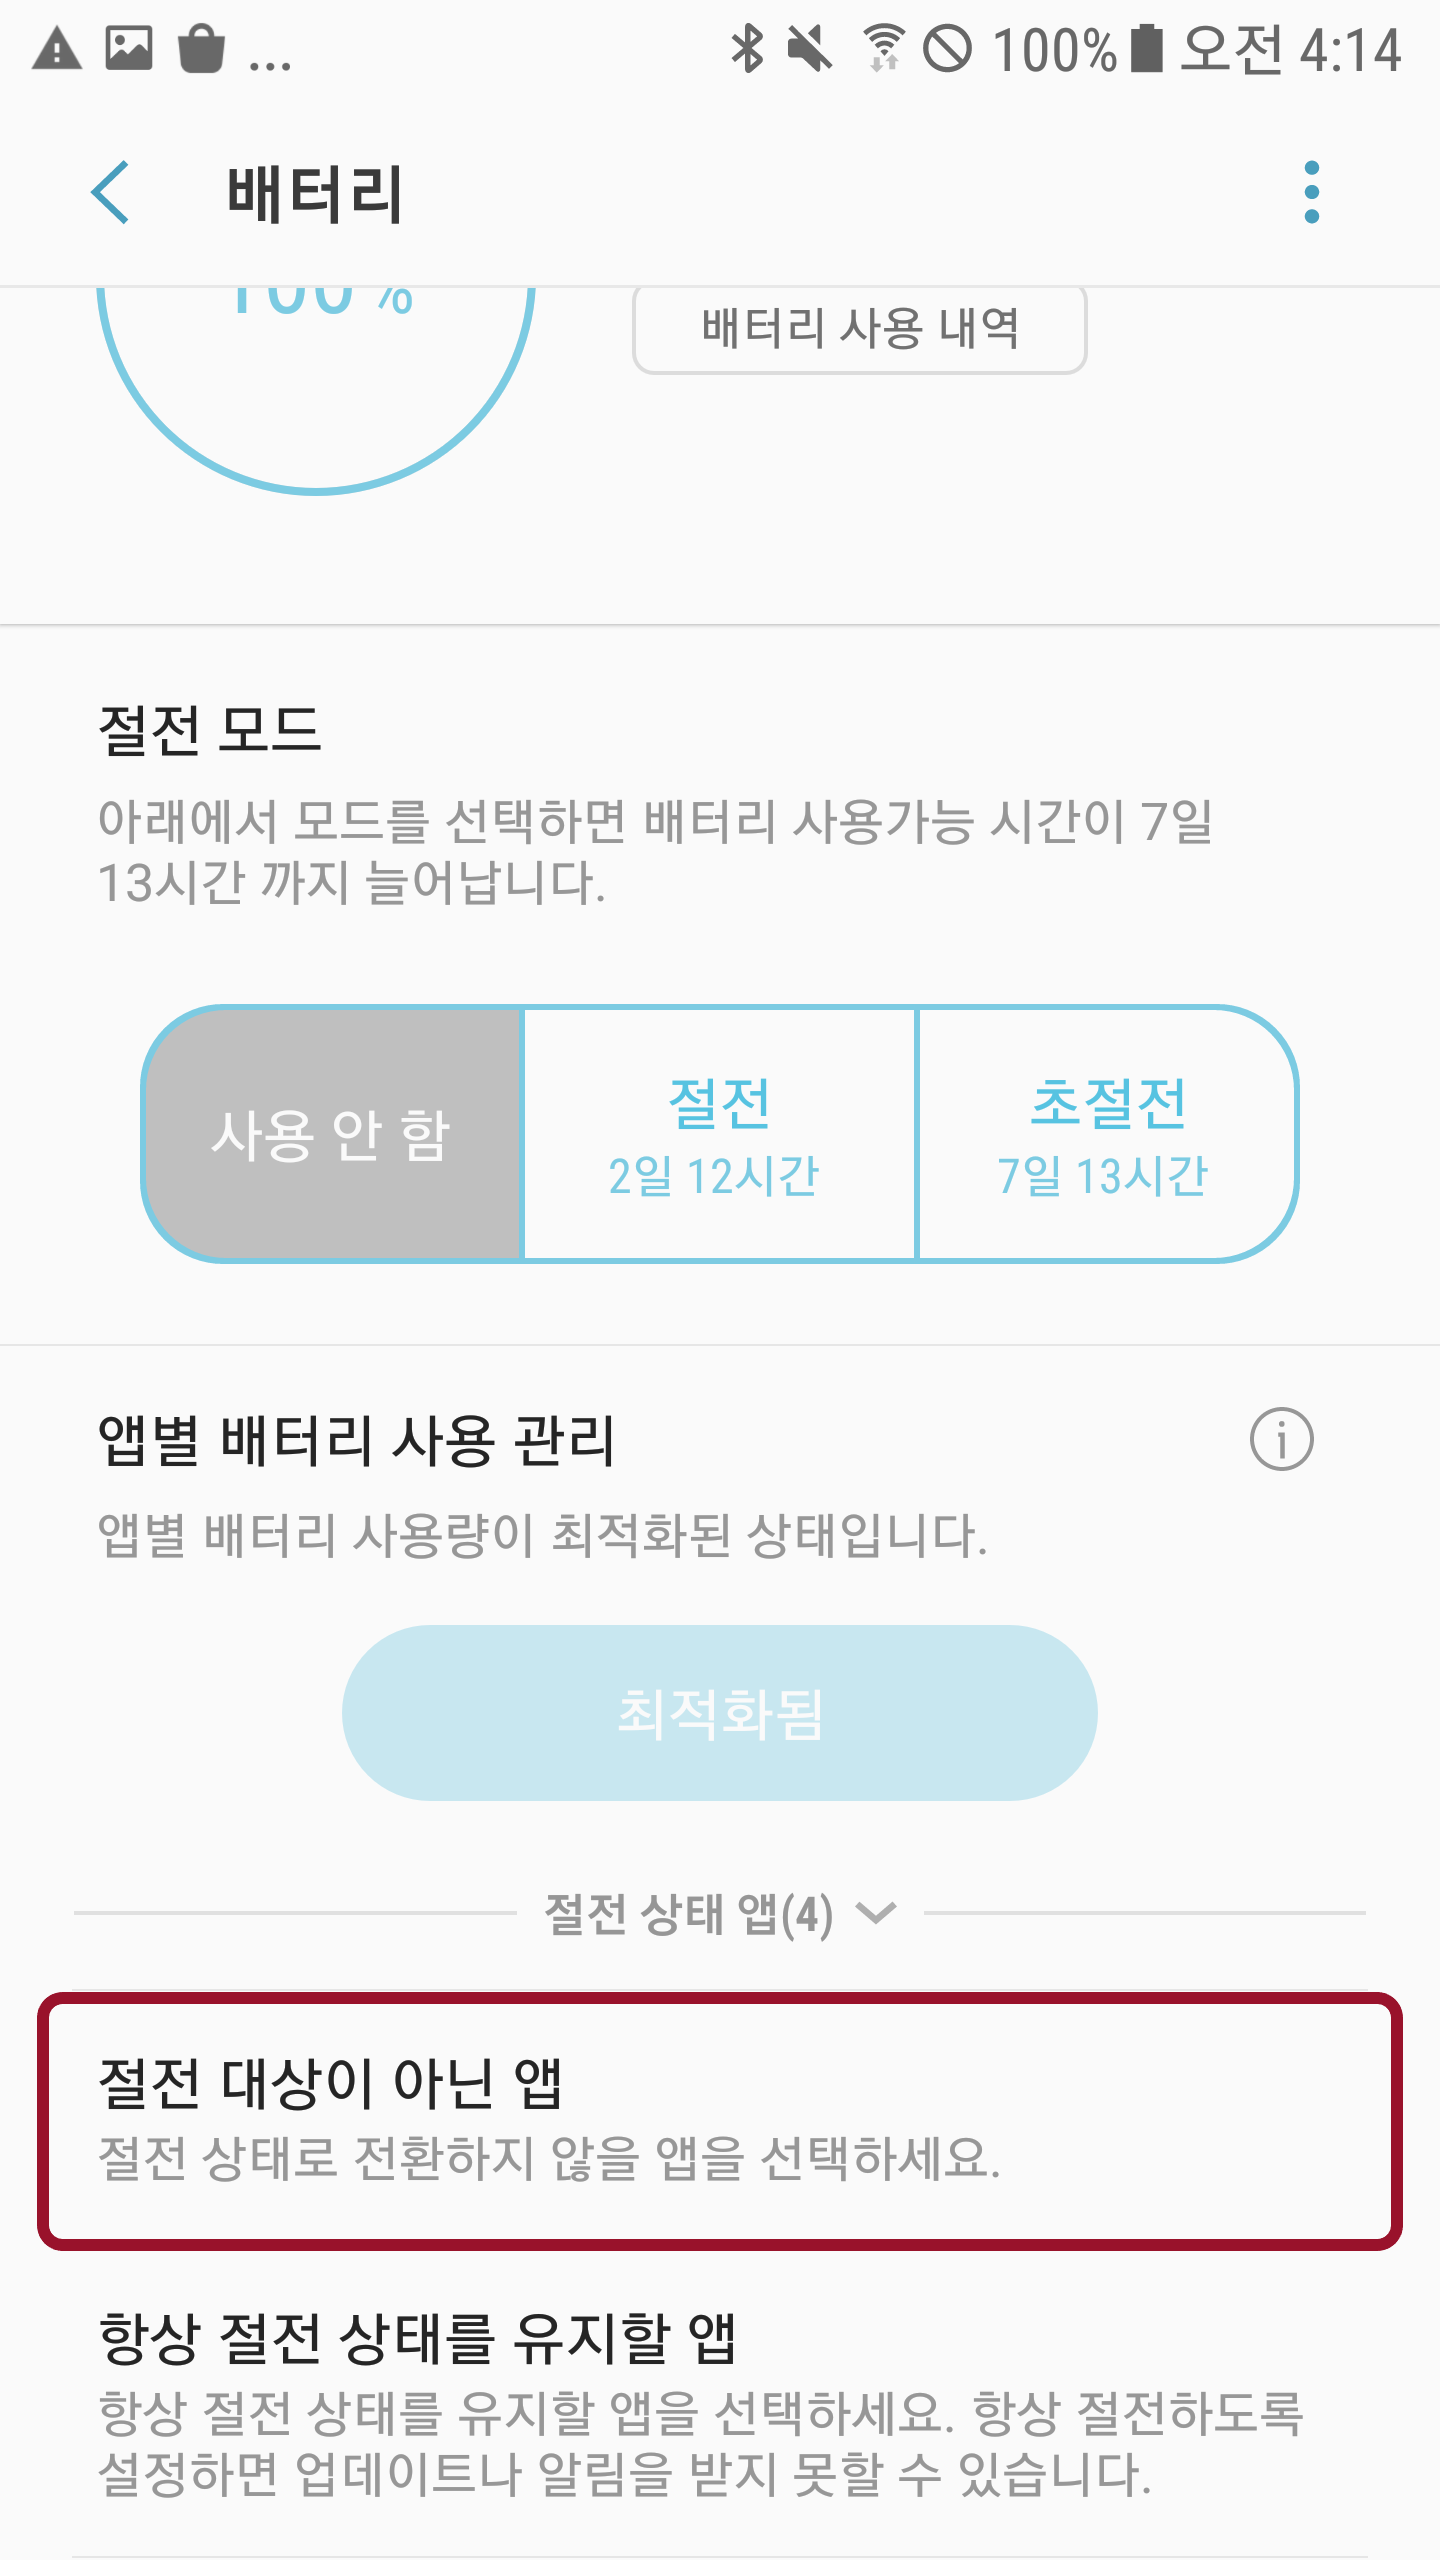 ... 100% 오전 4:14
배터리
100 %
배터리 사용 내역
절전 모드
아래에서 모드를 선택하면 배터리 사용가능 시간이 7일
13시간 까지 늘어납니다.
사용 안 함
절전
2일 12시간
초절전
7일 13시간
앱별 배터리 사용 관리
앱별 배터리 사용량이 최적화된 상태입니다.
최적화됨
절전 상태 앱(4)
절전 대상이 아닌 앱
절전 상태로 전환하지 않을 앱을 선택하세요.
항상 절전 상태를 유지할 앱
항상 절전 상태를 유지할 앱을 선택하세요. 항상 절전하도록
설정하면 업데이트나 알림을 받지 못할 수 있습니다.